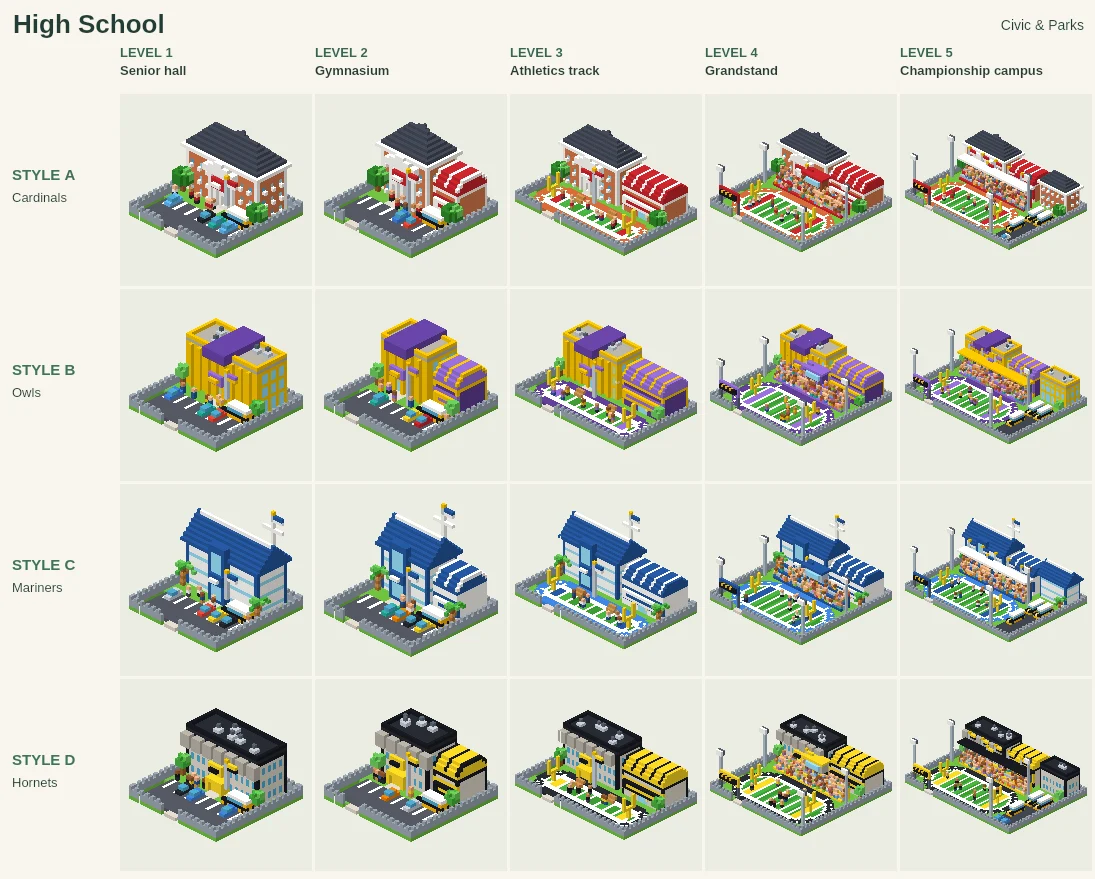 High School
Civic & Parks
LEVEL 1
Senior hall
LEVEL 2
Gymnasium
LEVEL 3
Athletics track
LEVEL 4
Grandstand
LEVEL 5
Championship campus
STYLE A
Cardinals
STYLE B
Owls
STYLE C
Mariners
STYLE D
Hornets